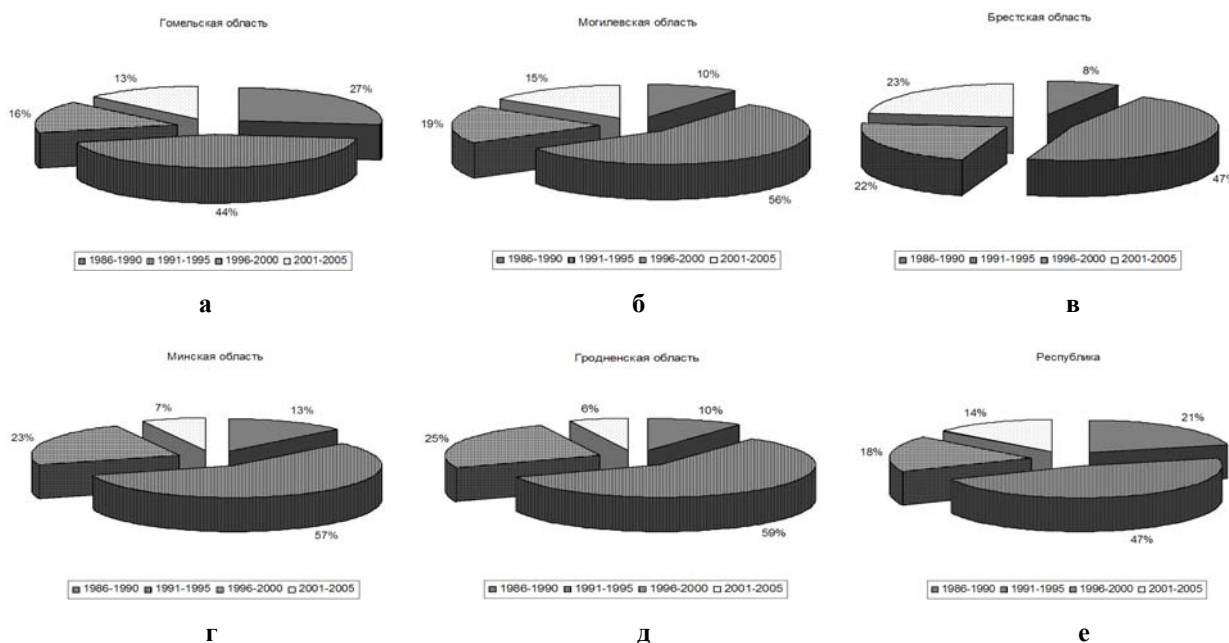 Гомельская область
13%
27%
16%
44%
1986-1990 1991-1995 1996-2000 2001-2005
а
Могилевская область
15%
10%
19%
56%
1986-1990 1991-1995 1996-2000 2001-2005
б
Брестская область
23%
8%
22%
47%
1986-1990 1991-1995 1996-2000 2001-2005
в
Минская область
7%
13%
23%
57%
1986-1990 1991-1995 1996-2000 2001-2005
г
Гродненская область
6%
10%
25%
59%
1986-1990 1991-1995 1996-2000 2001-2005
д
Республика
14%
21%
18%
47%
1986-1990 1991-1995 1996-2000 2001-2005
е